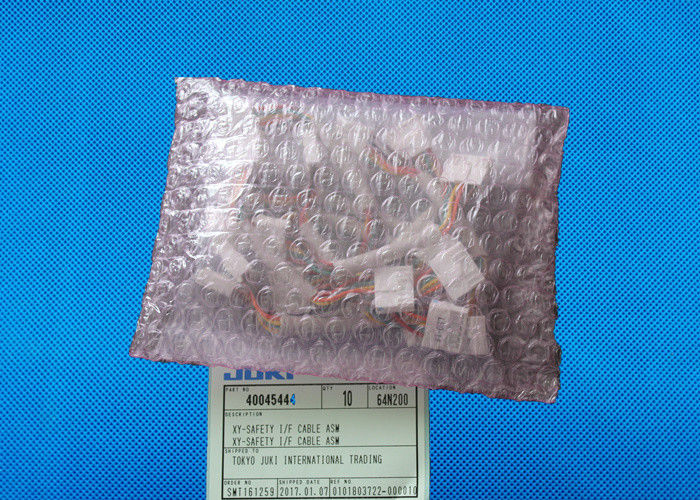 JUKI
PART NO QTY LOCATION
40045444 10 64N200
DESCRIPTION
XY-SAFETY I/F CABLE ASM
XY-SAFETY I/F CABLE ASM
SHIPPED TO
TOKYO JUKI INTERNATIONAL TRADING
ORDER NO SHIPPED DATE REF NO
SMT161259 2017.01.07 0101803722-000010